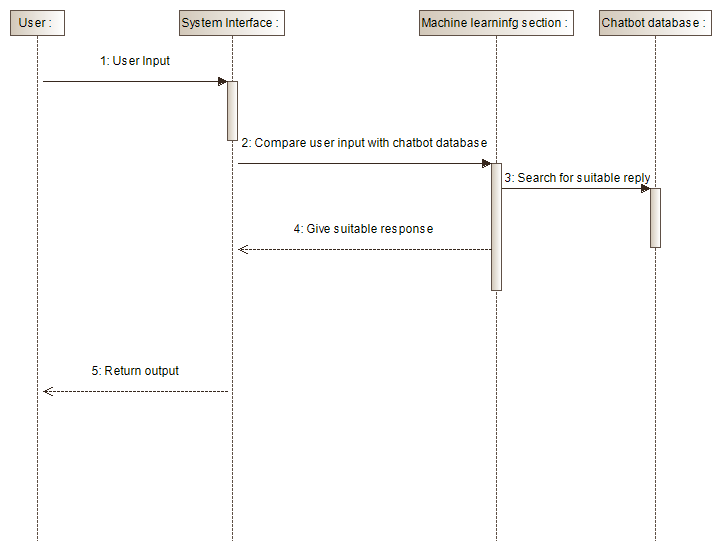 User :
System Interface :
Machine learninfg section :
Chatbot database :
1: User Input
2: Compare user input with chatbot database
3: Search for suitable reply
4: Give suitable response
5: Return output